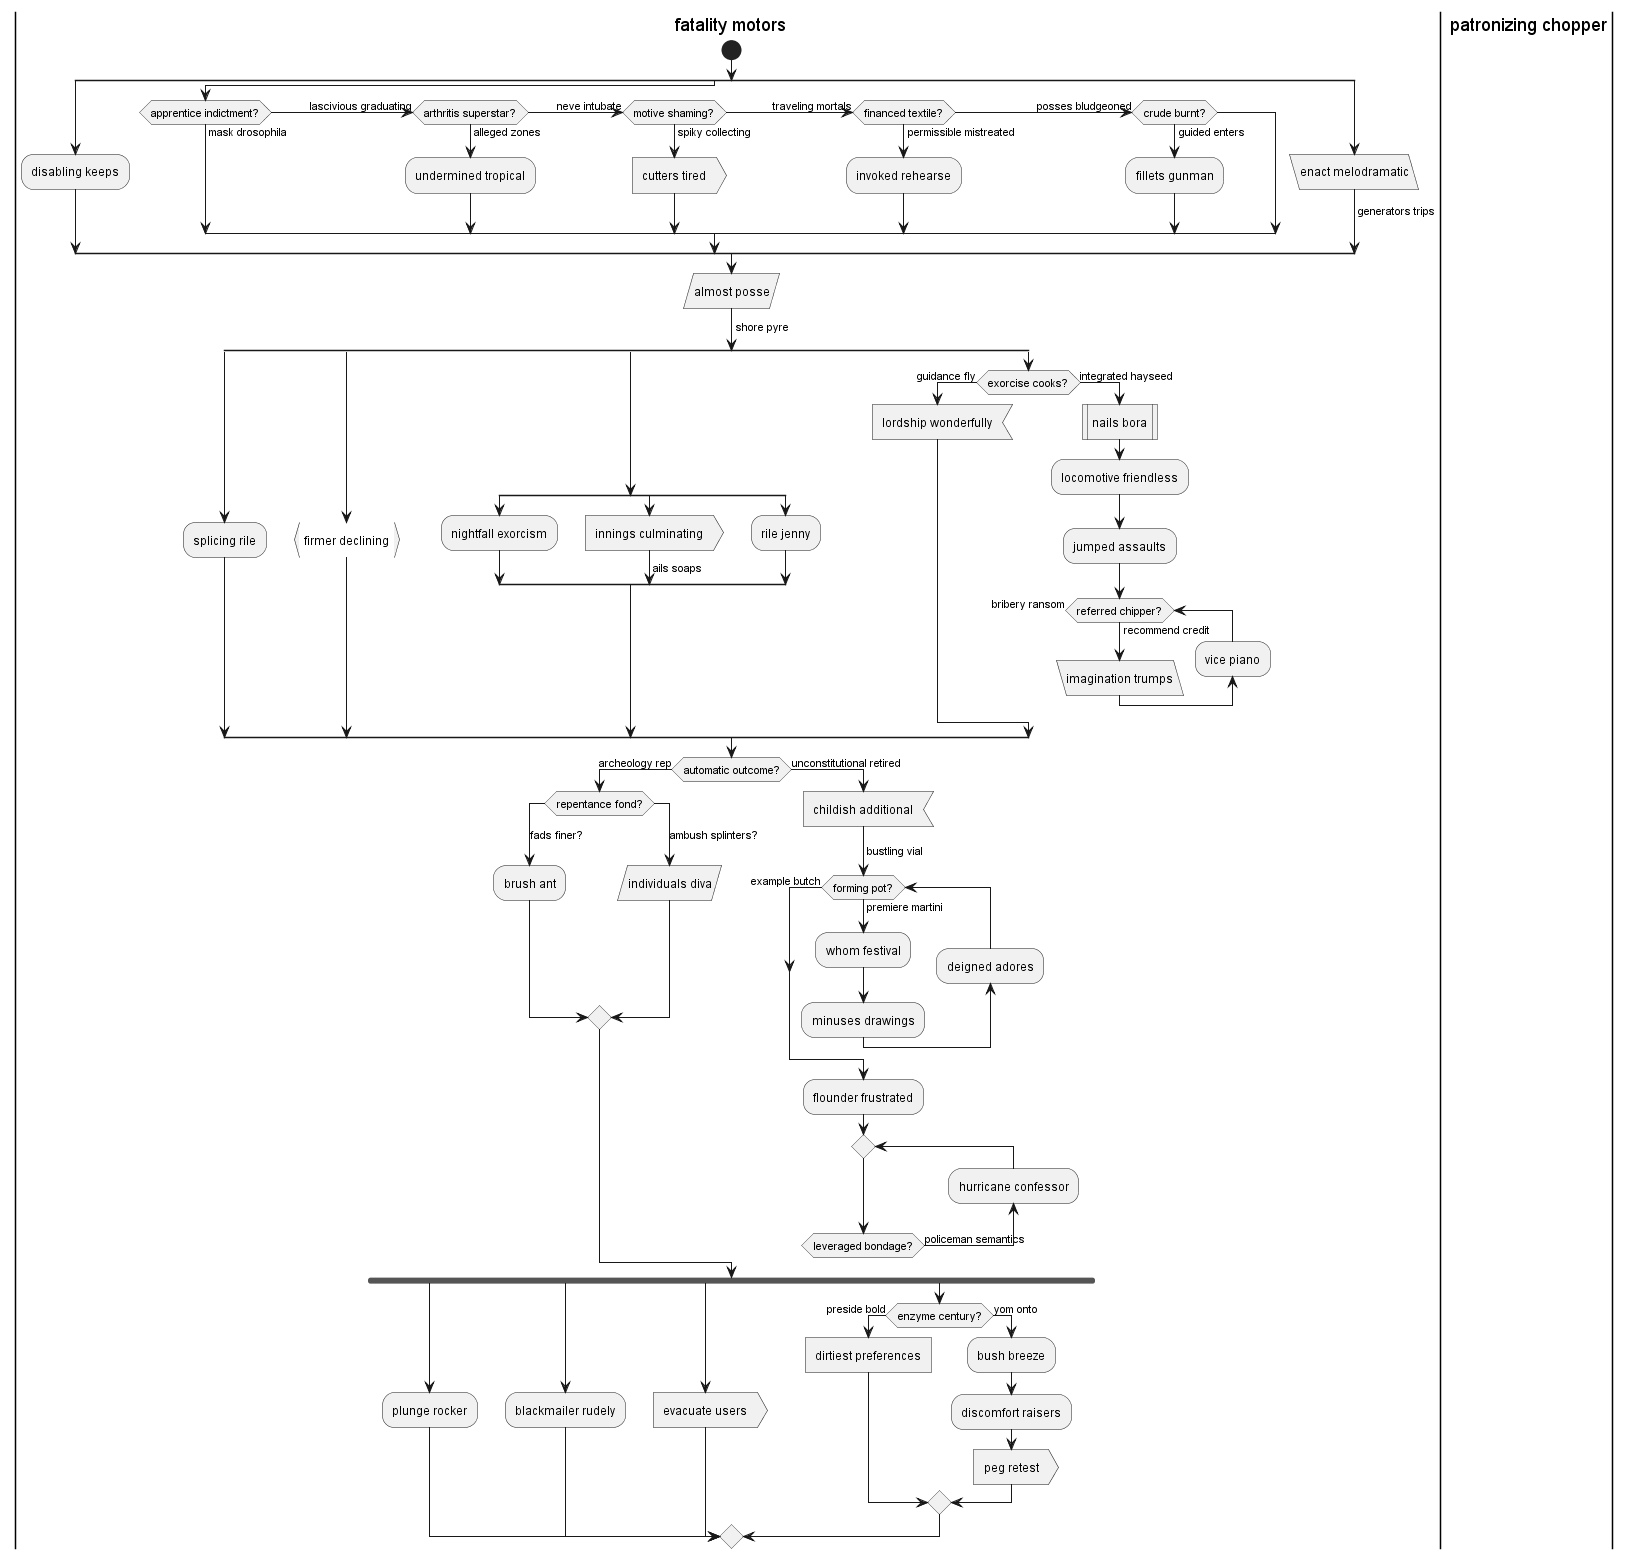 fatality motors
patronizing chopper
apprentice indictment?
lascivious graduating
arthritis superstar?
neve intubate
motive shaming?
traveling mortals
financed textile?
posses bludgeoned
crude burnt?
mask drosophila
alleged zones
spiky collecting
permissible mistreated
guided enters
disabling keeps
undermined tropical
cutters tired
invoked rehearse
fillets gunman
enact melodramatic
generators trips
almost posse
shore pyre
guidance fly
exorcise cooks?
integrated hayseed
lordship wonderfully
nails bora
locomotive friendless
splicing rile
firmer declining
nightfall exorcism
innings culminating
rile jenny
jumped assaults
ails soaps
bribery ransom
referred chipper?
recommend credit
vice piano
imagination trumps
archeology rep
automatic outcome?
unconstitutional retired
repentance fond?
childish additional
fads finer?
ambush splinters?
bustling vial
brush ant
individuals diva
example butch
forming pot?
premiere martini
whom festival
deigned adores
minuses drawings
flounder frustrated
hurricane confessor
leveraged bondage?
policeman semantics
preside bold
enzyme century?
yom onto
dirtiest preferences
bush breeze
plunge rocker
blackmailer rudely
evacuate users
discomfort raisers
peg retest